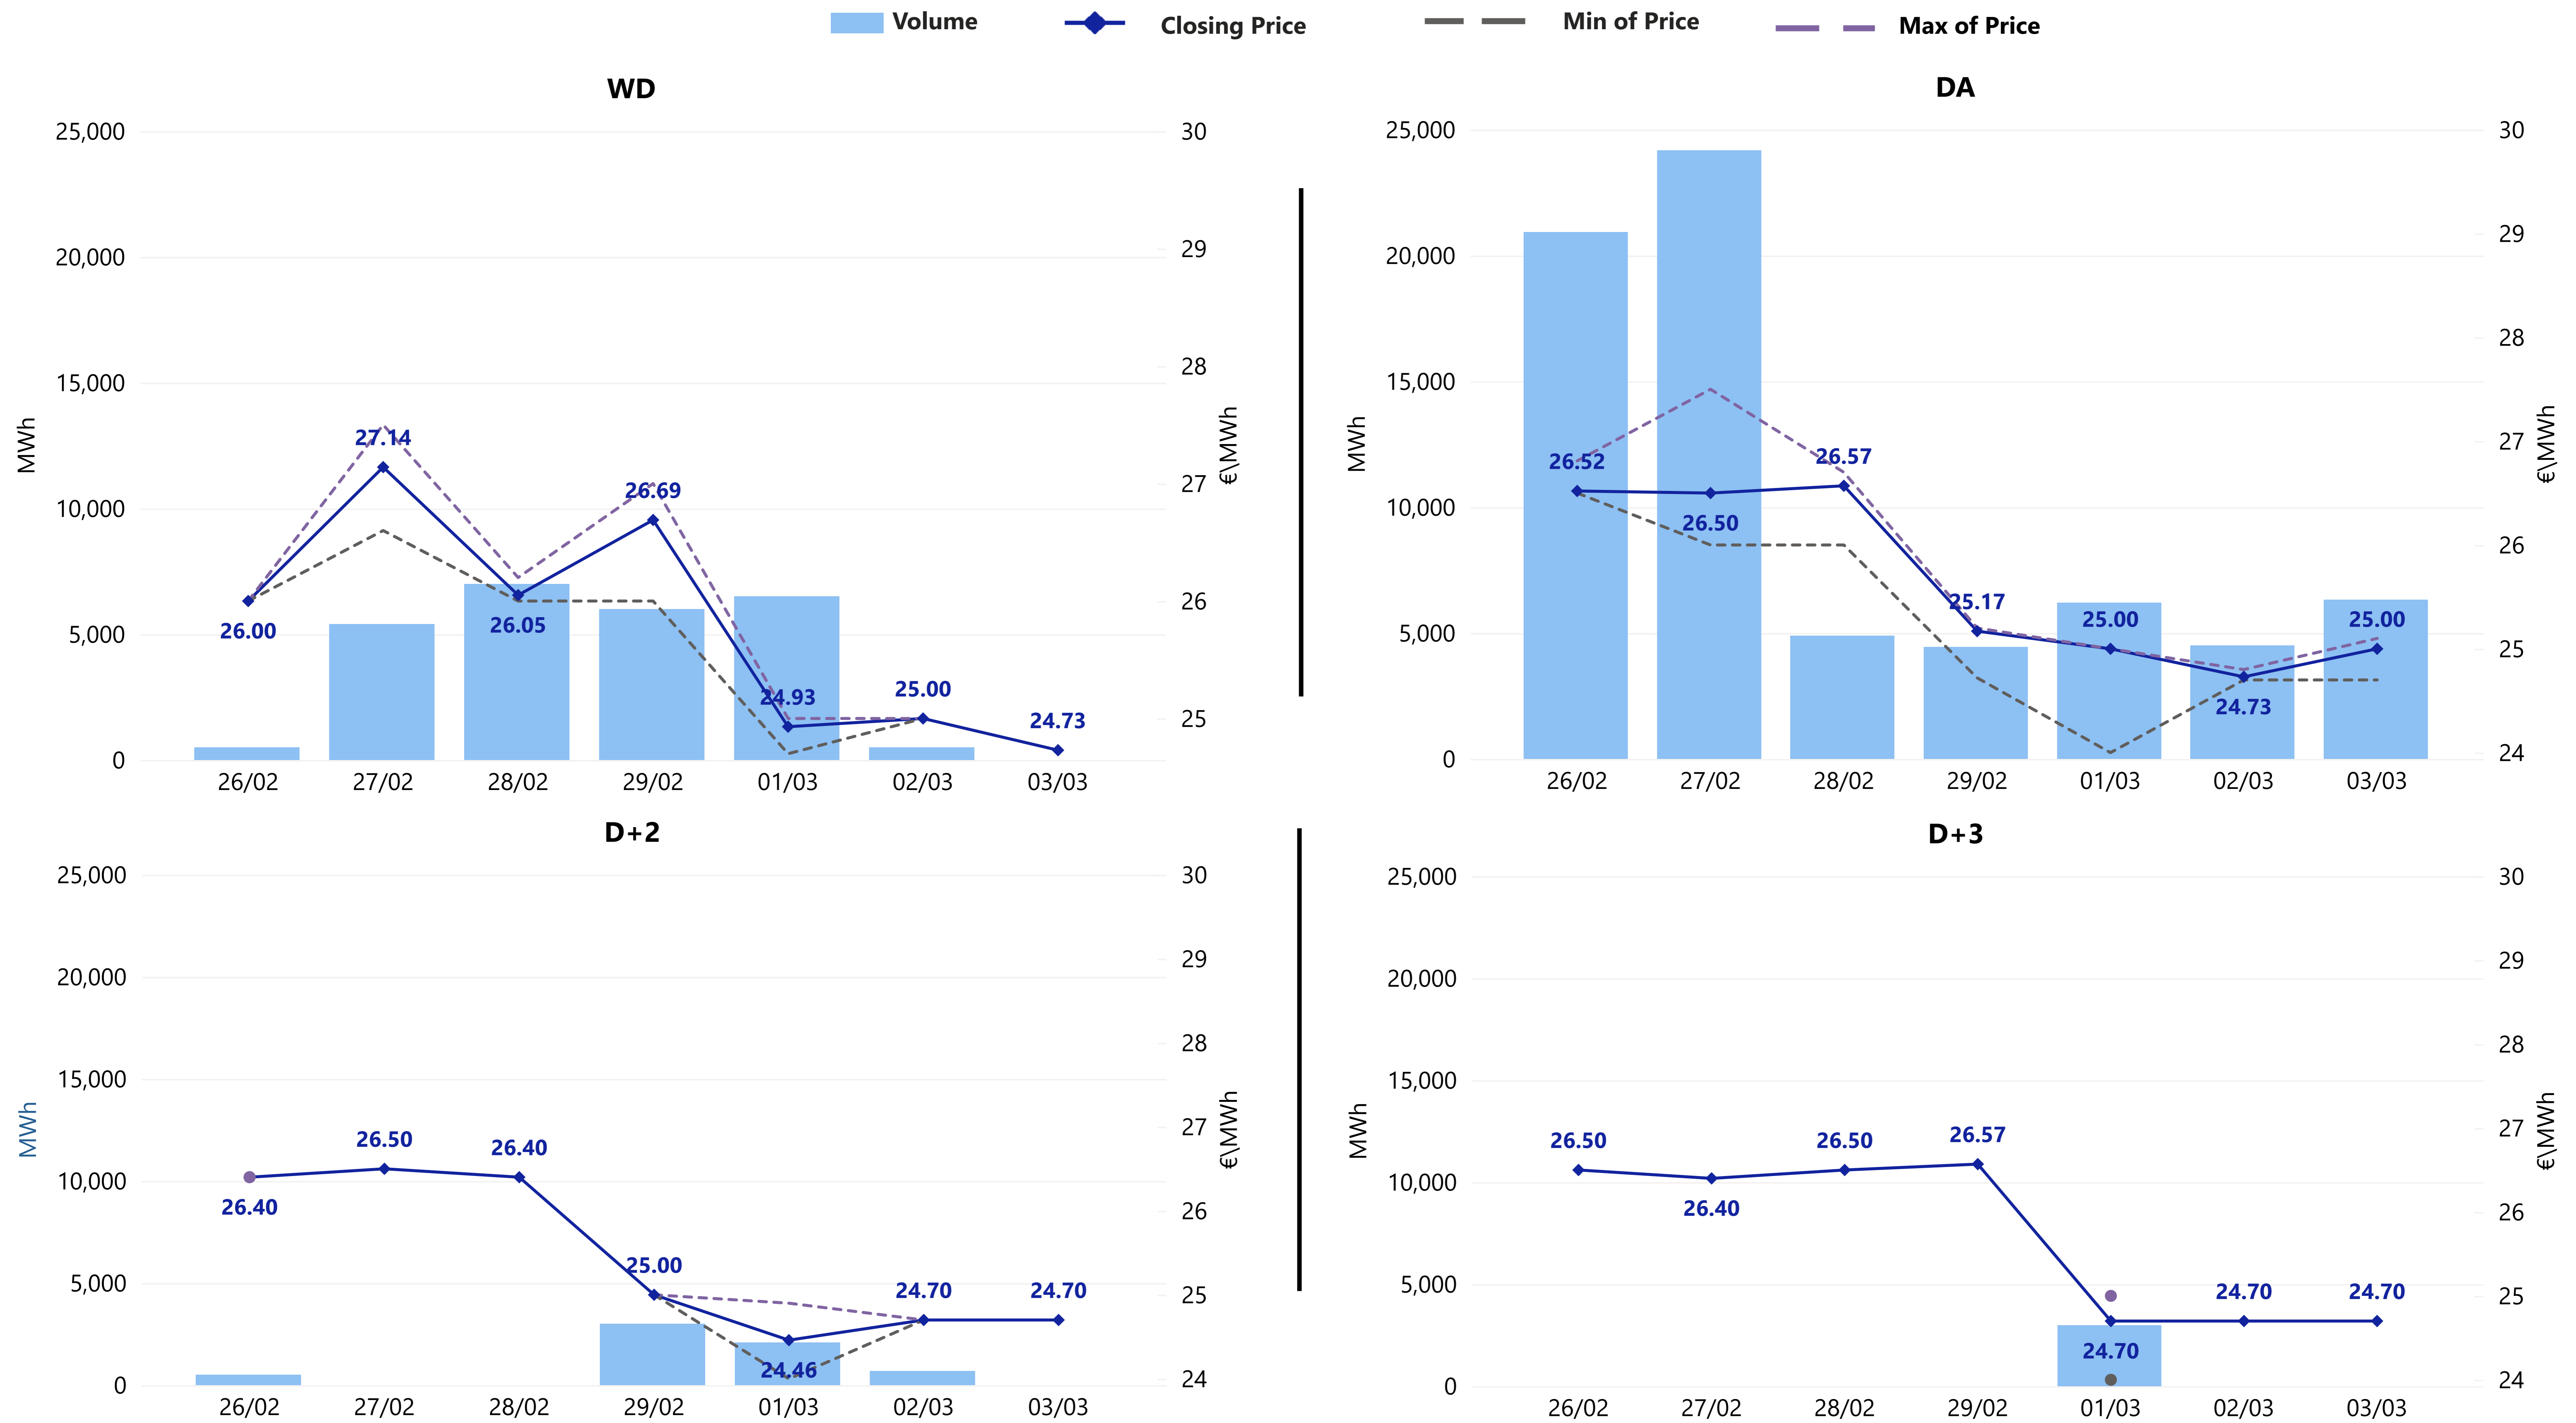 Volume Closing Price Min of Price Max of Price
WD
25,000
20,000
15,000
10,000
5,000
0
MWh
30
29
28
27
26
25
€\MWh
26.00 27.14 26.05 26.69 24.93 25.00 24.73
26/02 27/02 28/02 29/02 01/03 02/03 03/03
DA
25,000
20,000
15,000
10,000
5,000
0
MWh
30
29
28
27
26
25
24
€\MWh
26.52 26.50 26.57 25.17 25.00 24.73 25.00
26/02 27/02 28/02 29/02 01/03 02/03 03/03
D+2
25,000
20,000
15,000
10,000
5,000
0
MWh
30
29
28
27
26
25
24
€\MWh
26.40 26.50 26.40 25.00 24.46 24.70 24.70
26/02 27/02 28/02 29/02 01/03 02/03 03/03
D+3
25,000
20,000
15,000
10,000
5,000
0
MWh
30
29
28
27
26
25
24
€\MWh
26.50 26.40 26.50 26.57 24.70 24.70 24.70
26/02 27/02 28/02 29/02 01/03 02/03 03/03